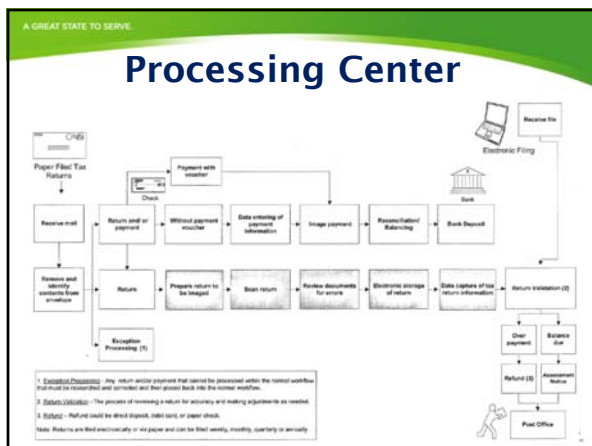 A GREAT STATE TO SERVE.
Processing Center
Paper Filed Tax
Returns
Electronic Filing
Receive file
Payment with
voucher
Check
Bank
Receive mail
Return and/or
payment
Without payment
voucher
Data entering of
payment
information
Image payment
Reconciliation/
Balancing
Bank Deposit
Remove and
identify
contents from
envelope
Return
Prepare return to
be imaged
Scan return
Review documents
for errors
Electronic storage
of return
Data capture of tax
return information
Return Validation (2)
Exception
Processing (1)
Over
payment
Balance
due
Refund (3)
Assessment
Notice
Post Office
1. Exception Processing - Any return and/or payment that cannot be processed within the normal workflow
that must be researched and corrected and then placed back into the normal workflow.
2. Return Validation - The process of reviewing a return for accuracy and making adjustments as needed.
3. Refund - Refund could be direct deposit, debit card, or paper check.
Note: Returns are filed electronically or via paper and can be filed weekly, monthly, quarterly or annually.